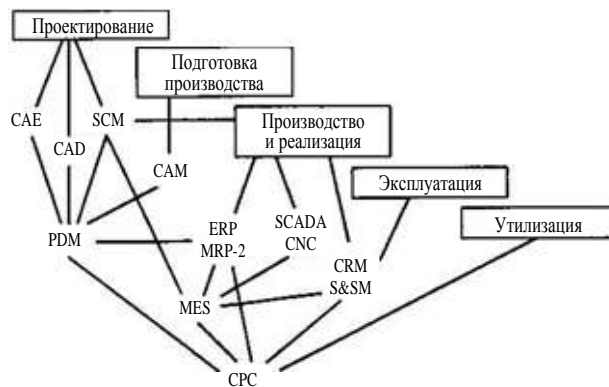 Проектирование
Подготовка
производства
CAE
SCM
Производство
и реализация
CAD
CAM
Эксплуатация
Утилизация
PDM
ERP
MRP-2
SCADA
CNC
CRM
S&SM
MES
CPC